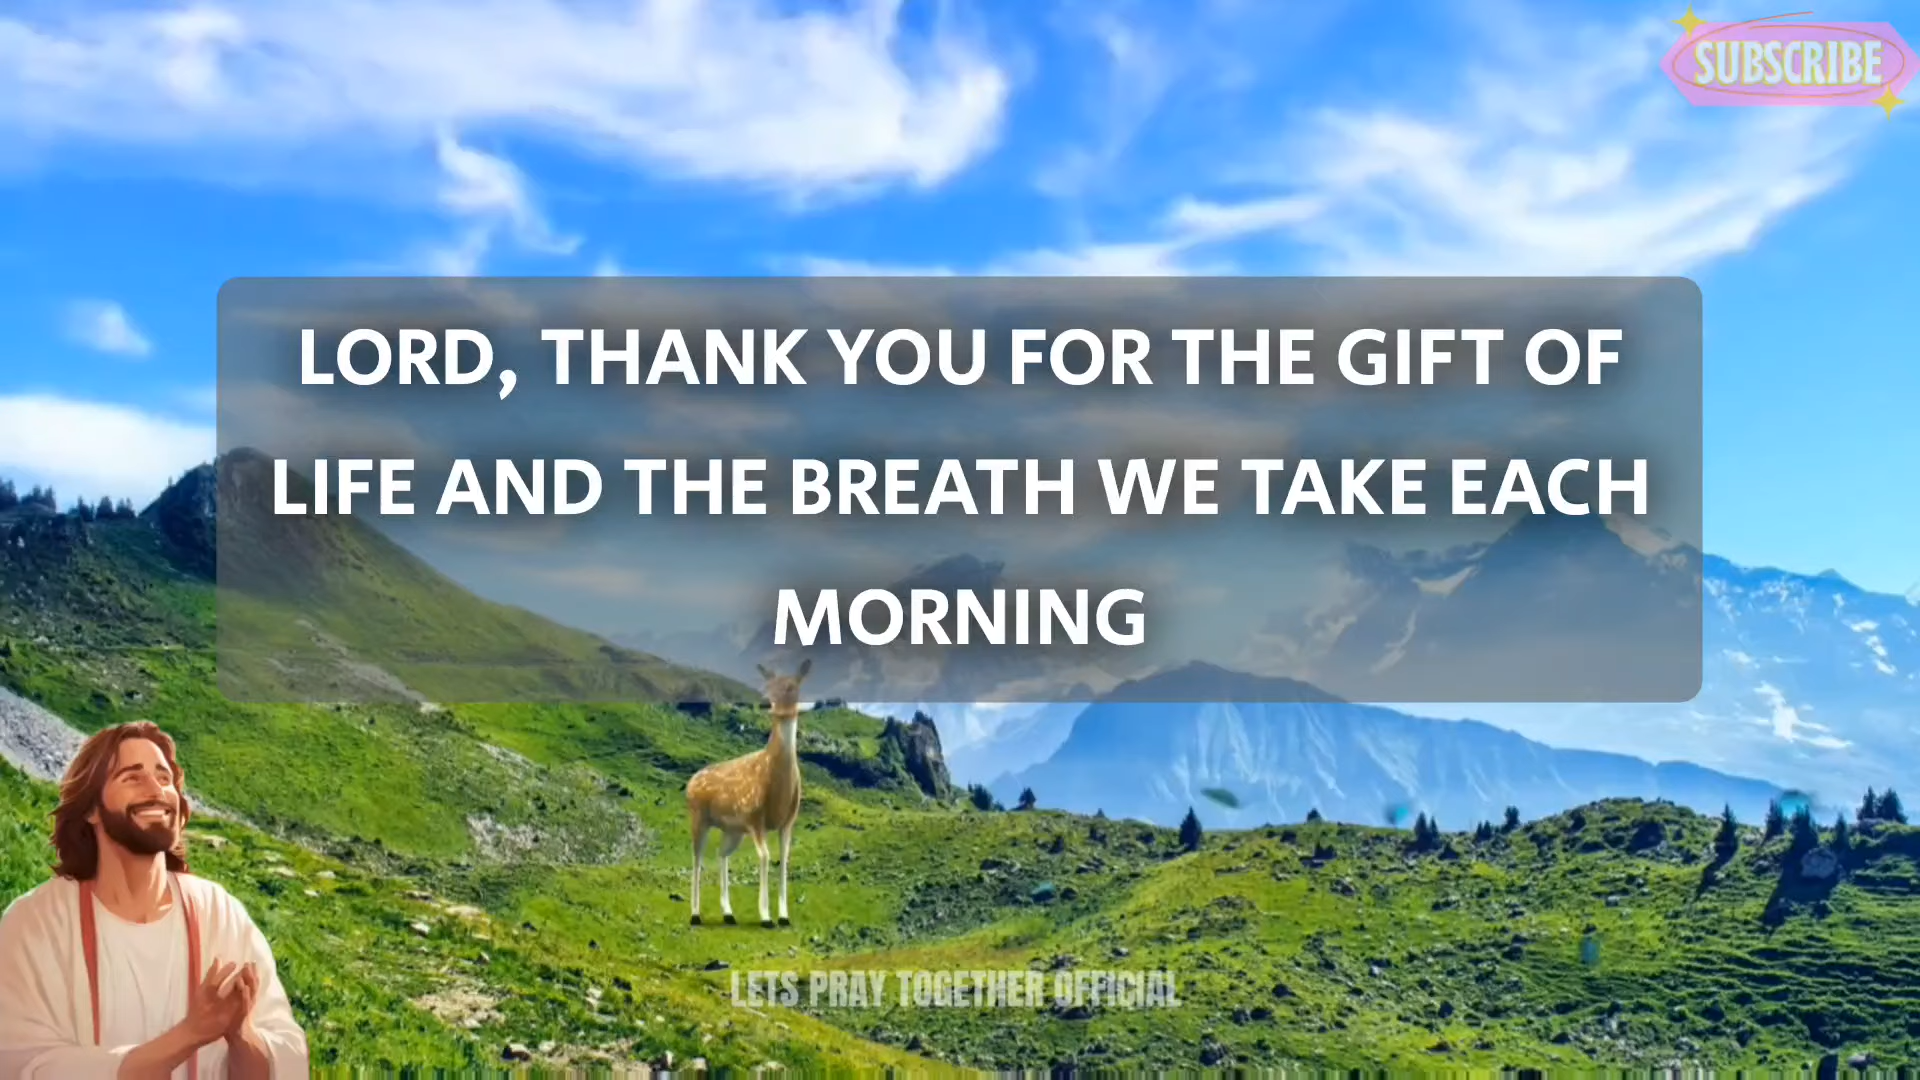 SUBSCRIBE
LORD, THANK YOU FOR THE GIFT OF
LIFE AND THE BREATH WE TAKE EACH
MORNING
LETS PRAY TOGETHER OFFICIAL